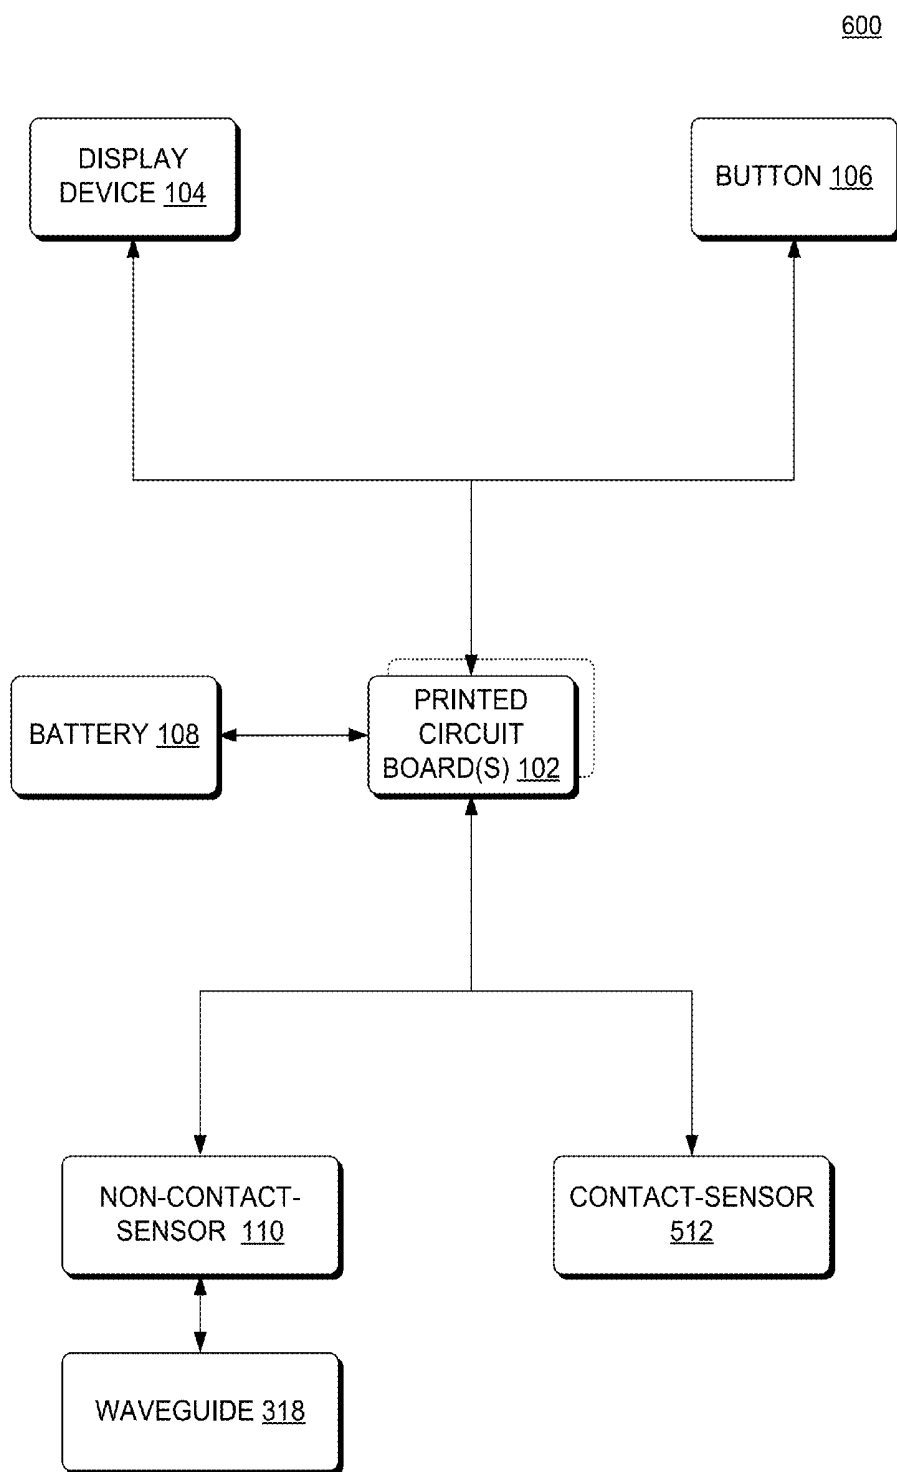 600
DISPLAY
DEVICE 104
BUTTON 106
BATTERY 108
PRINTED
CIRCUIT
BOARD(S) 102
NON-CONTACT-
SENSOR 110
CONTACT-SENSOR
512
WAVEGUIDE 318